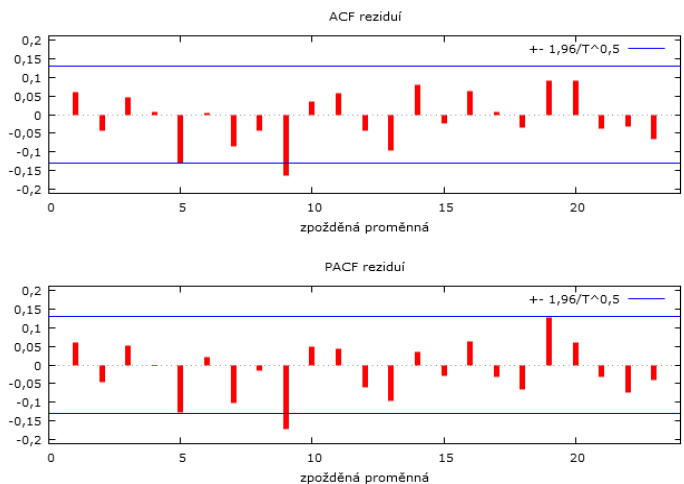 ACF reziduí
+- 1,96/T^0,5
0,2
0,15
0,1
0,05
0
-0,05
-0,1
-0,15
-0,2
0 5 10 15 20
zpožděná proměnná
PACF reziduí
+- 1,96/T^0,5
0,2
0,15
0,1
0,05
0
-0,05
-0,1
-0,15
-0,2
0 5 10 15 20
zpožděná proměnná